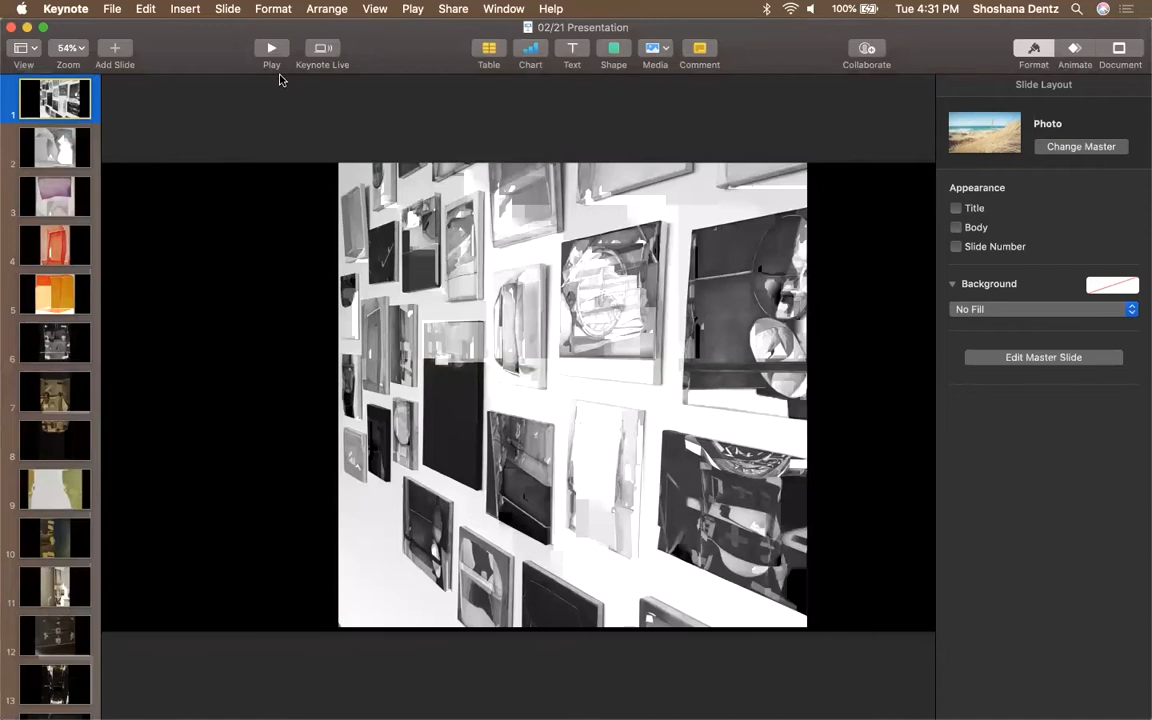 Keynote File Edit Insert Slide Format Arrange View Play Share Window Help 100% Tue 4:31 PM Shoshana Dentz
02/21 Presentation
54%
View Zoom Add Slide Play Keynote Live Table Chart Text Shape Media Comment Collaborate Format Animate Document
Slide Layout
Photo
Change Master
Appearance
Title
Body
Slide Number
Background
No Fill
Edit Master Slide
1
2
3
4
5
6
7
8
9
10
11
12
13